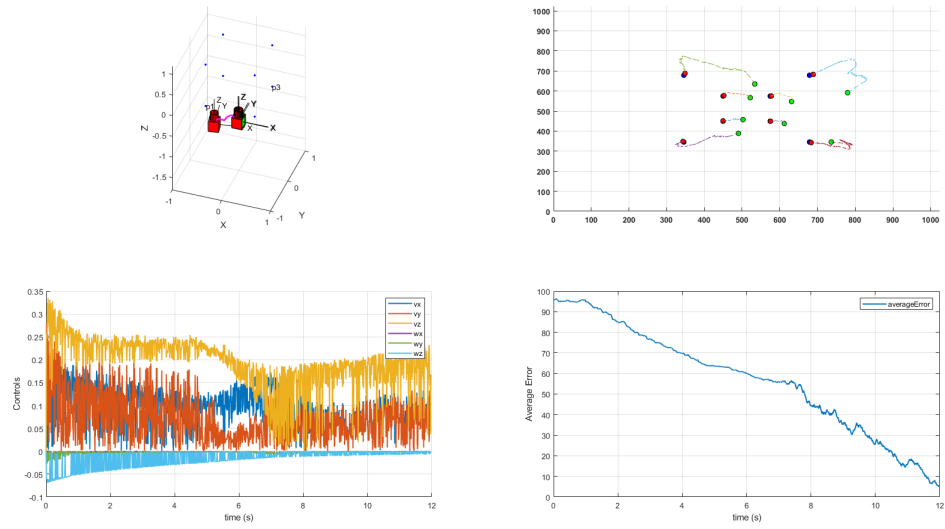 1
0.5
0
-0.5
-1
-1.5
Z
-1
0
1
X
-1
0
1
Y
p1
p3
Z
Y
X
Z
Y
X
1000
900
800
700
600
500
400
300
200
100
0
0 100 200 300 400 500 600 700 800 900 1000
0.35
0.3
0.25
0.2
0.15
0.1
0.05
0
-0.05
-0.1
Controls
0 2 4 6 8 10 12
time (s)
vx
vy
vz
wx
wy
wz
100
90
80
70
60
50
40
30
20
10
0
Average Error
0 2 4 6 8 10 12
time (s)
averageError